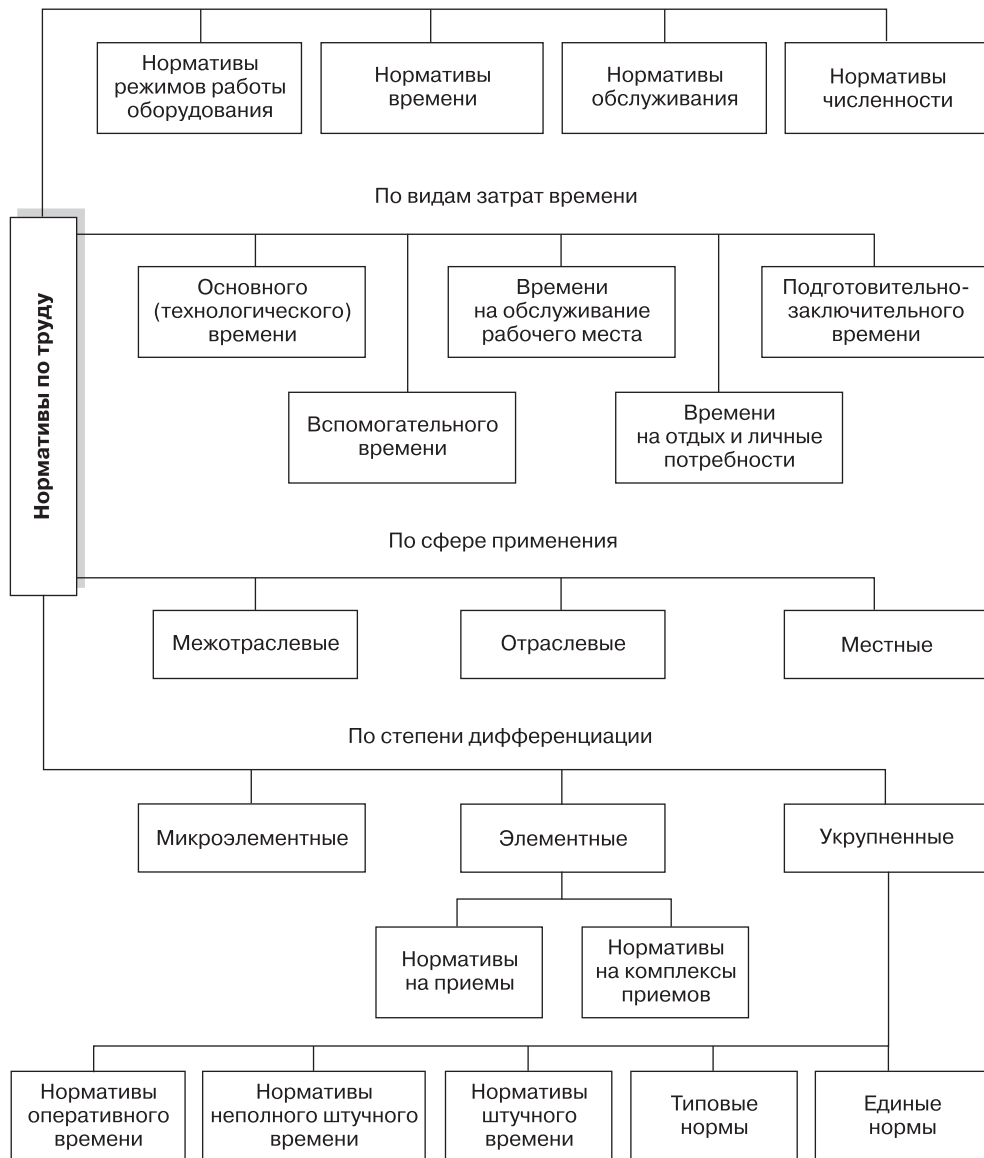 Нормативы
режимов работы
оборудования
Нормативы
времени
Нормативы
обслуживания
Нормативы
численности
По видам затрат времени
Нормативы по труду
Основного
(технологического)
времени
Времени
на обслуживание
рабочего места
Подготовительно-
заключительного
времени
Вспомогательного
времени
Времени
на отдых и личные
потребности
По сфере применения
Межотраслевые
Отраслевые
Местные
По степени дифференциации
Микроэлементные
Элементные
Укрупненные
Нормативы
на приемы
Нормативы
на комплексы
приемов
Нормативы
оперативного
времени
Нормативы
неполного штучного
времени
Нормативы
штучного
времени
Типовые
нормы
Единые
нормы